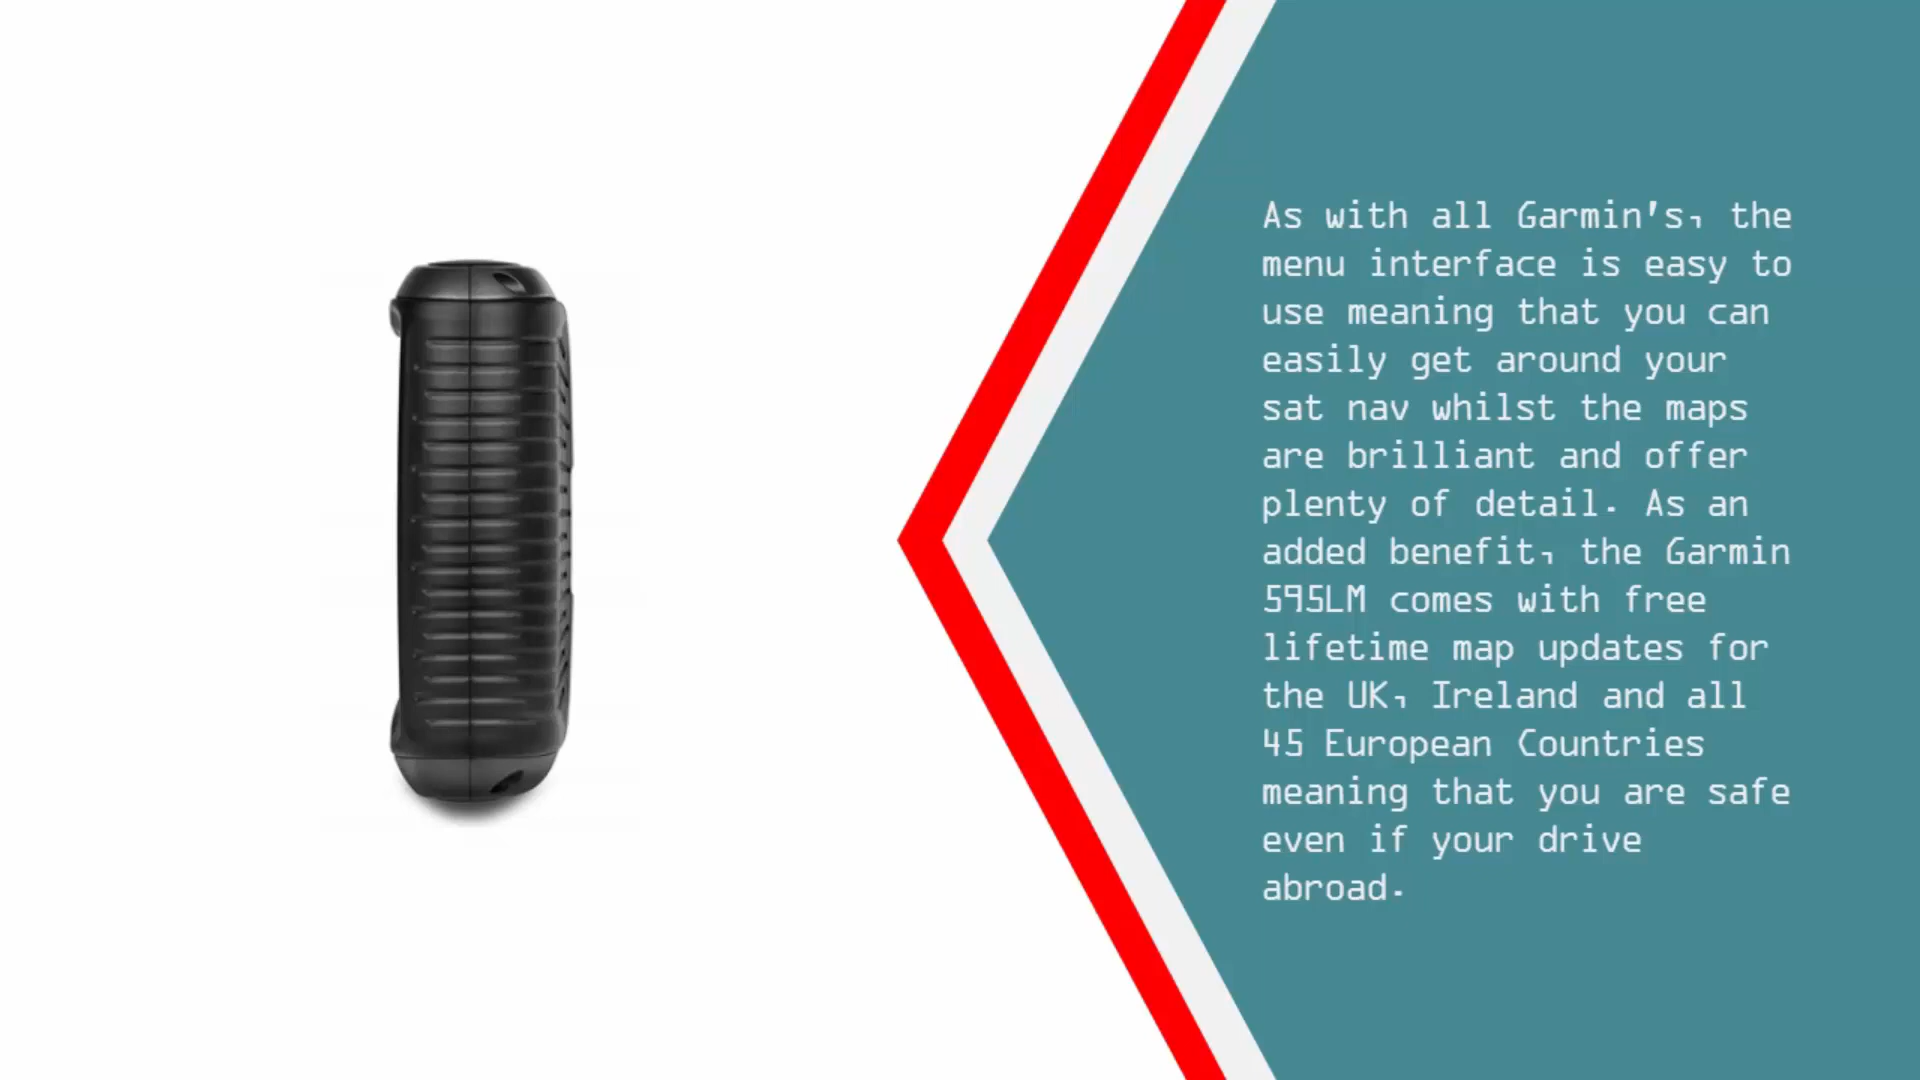 As with all Garmin's, the
menu interface is easy to
use meaning that you can
easily get around your
sat nav whilst the maps
are brilliant and offer
plenty of detail. As an
added benefit, the Garmin
595LM comes with free
lifetime map updates for
the UK, Ireland and all
45 European Countries
meaning that you are safe
even if your drive
abroad.